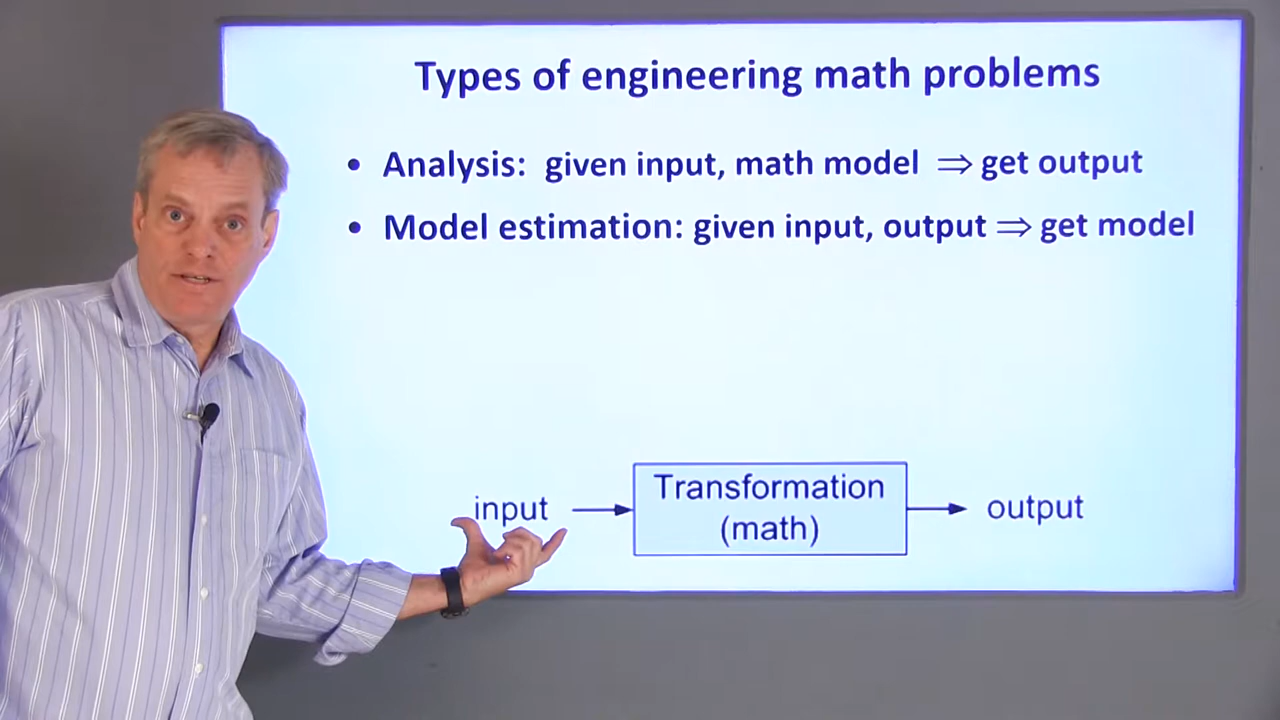 Types of engineering math problems
• Analysis: given input, math model ⇒ get output
• Model estimation: given input, output ⇒ get model
input
Transformation
(math)
output